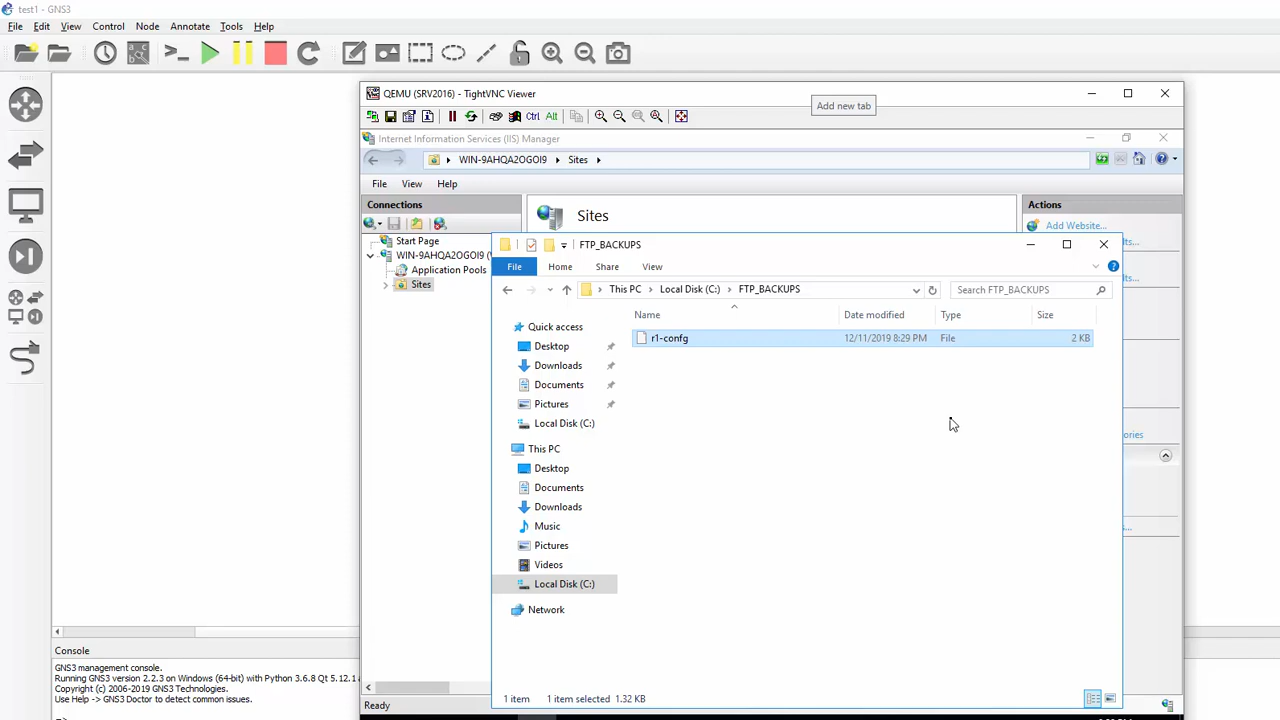 test1 - GNS3
File Edit View Control Node Annotate Tools Help
QEMU (SRV2016) - TightVNC Viewer
Add new tab
Ctrl Alt
Internet Information Services (IIS) Manager
WIN-9AHQA2OGOI9 Sites
File View Help
Connections
Start Page
WIN-9AHQA2OGOI9 (
Application Pools
Sites
Sites
Actions
Add Website...
FTP_BACKUPS
File Home Share View
This PC Local Disk (C:) FTP_BACKUPS
Search FTP_BACKUPS
Quick access
Desktop
Downloads
Documents
Pictures
Local Disk (C:)
This PC
Desktop
Documents
Downloads
Music
Pictures
Videos
Local Disk (C:)
Network
Name Date modified Type Size
r1-confg 12/11/2019 8:29 PM File 2 KB
1 item 1 item selected 1.32 KB
Ready
Console
GNS3 management console.
Running GNS3 version 2.2.3 on Windows (64-bit) with Python 3.6.8 Qt 5.12.1
Copyright (c) 2006-2019 GNS3 Technologies.
Use Help -> GNS3 Doctor to detect common issues.
=>